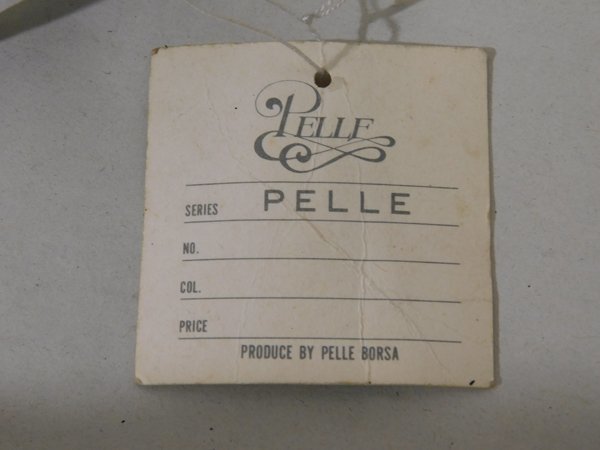 PELLE
SERIES PELLE
NO.
COL.
PRICE
PRODUCE BY PELLE BORSA